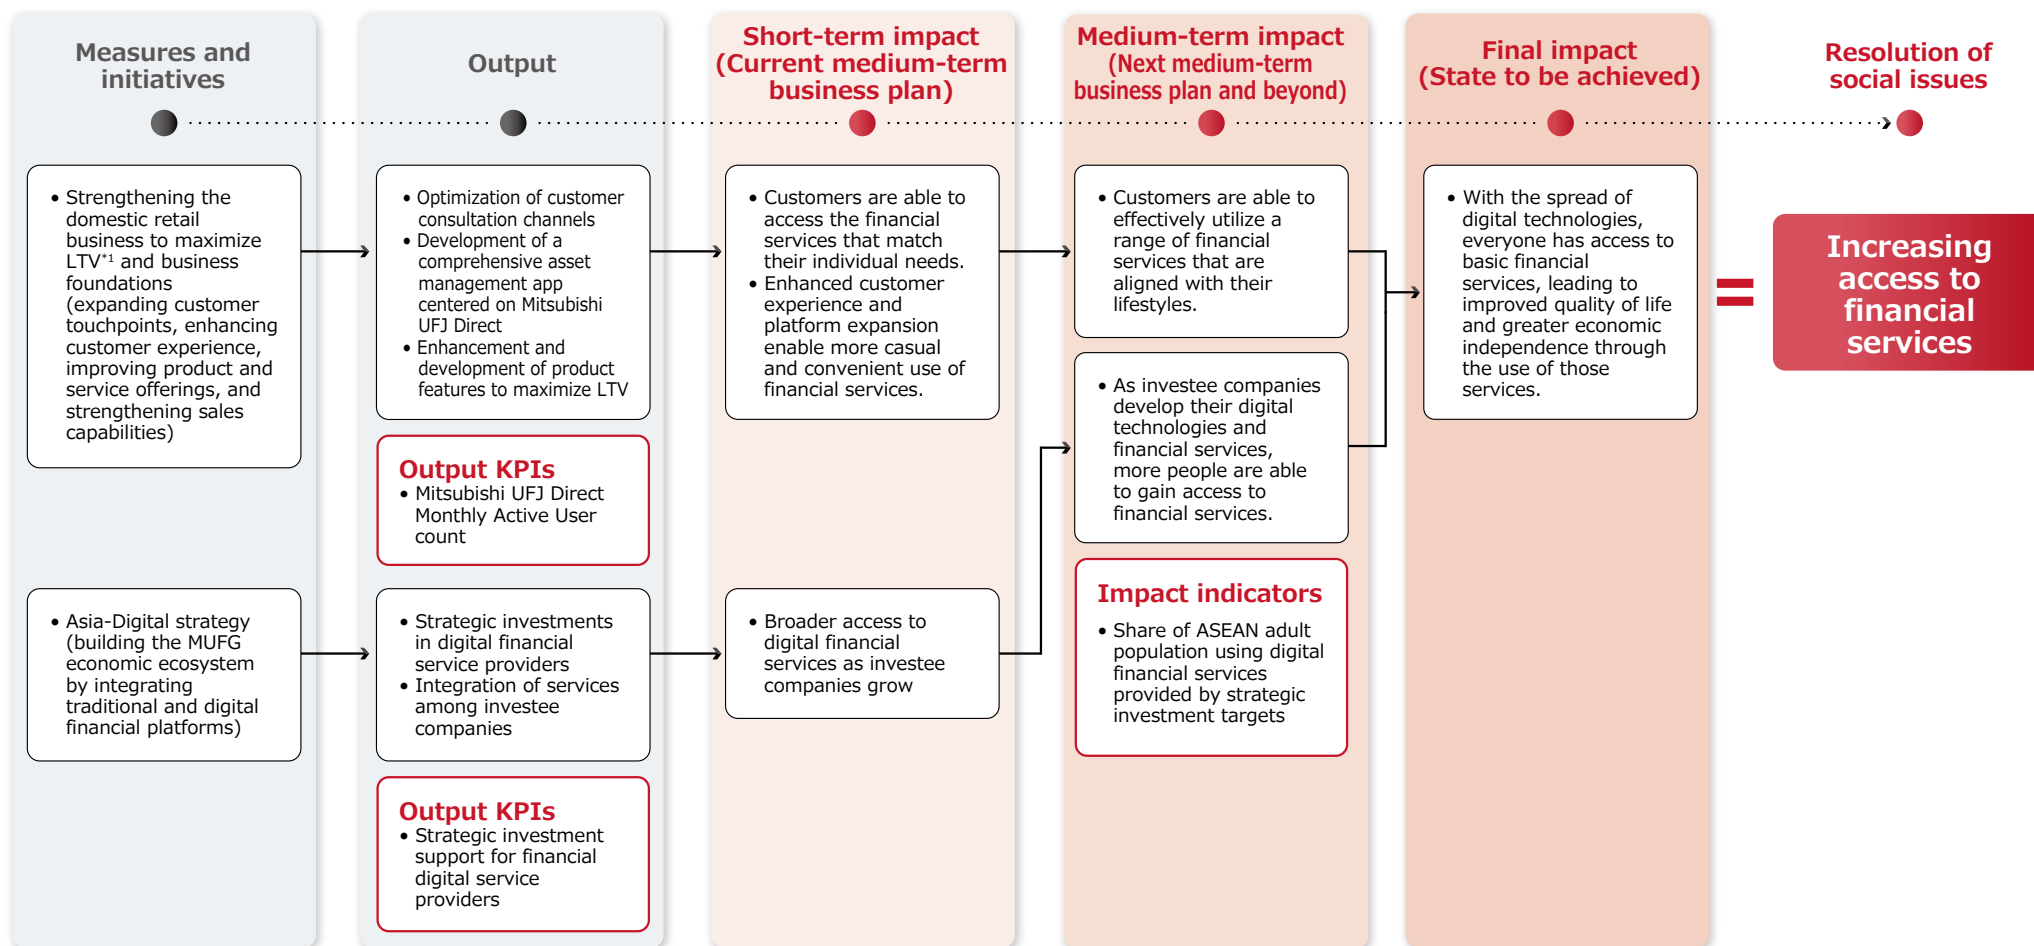 Measures and
initiatives
Output
Short-term impact
(Current medium-term
business plan)
Medium-term impact
(Next medium-term
business plan and beyond)
Final impact
(State to be achieved)
Resolution of
social issues
• Strengthening the
domestic retail
business to maximize
LTV*1 and business
foundations
(expanding customer
touchpoints, enhancing
customer experience,
improving product and
service offerings, and
strengthening sales
capabilities)
• Optimization of customer
consultation channels
• Development of a
comprehensive asset
management app
centered on Mitsubishi
UFJ Direct
• Enhancement and
development of product
features to maximize LTV
Output KPIs
• Mitsubishi UFJ Direct
Monthly Active User
count
• Customers are able to
access the financial
services that match
their individual needs.
• Enhanced customer
experience and
platform expansion
enable more casual
and convenient use of
financial services.
• Customers are able to
effectively utilize a
range of financial
services that are
aligned with their
lifestyles.
• As investee companies
develop their digital
technologies and
financial services,
more people are able
to gain access to
financial services.
• With the spread of
digital technologies,
everyone has access to
basic financial
services, leading to
improved quality of life
and greater economic
independence through
the use of those
services.
=
Increasing
access to
financial
services
• Asia-Digital strategy
(building the MUFG
economic ecosystem
by integrating
traditional and digital
financial platforms)
• Strategic investments
in digital financial
service providers
• Integration of services
among investee
companies
Output KPIs
• Strategic investment
support for financial
digital service
providers
• Broader access to
digital financial
services as investee
companies grow
Impact indicators
• Share of ASEAN adult
population using digital
financial services
provided by strategic
investment targets